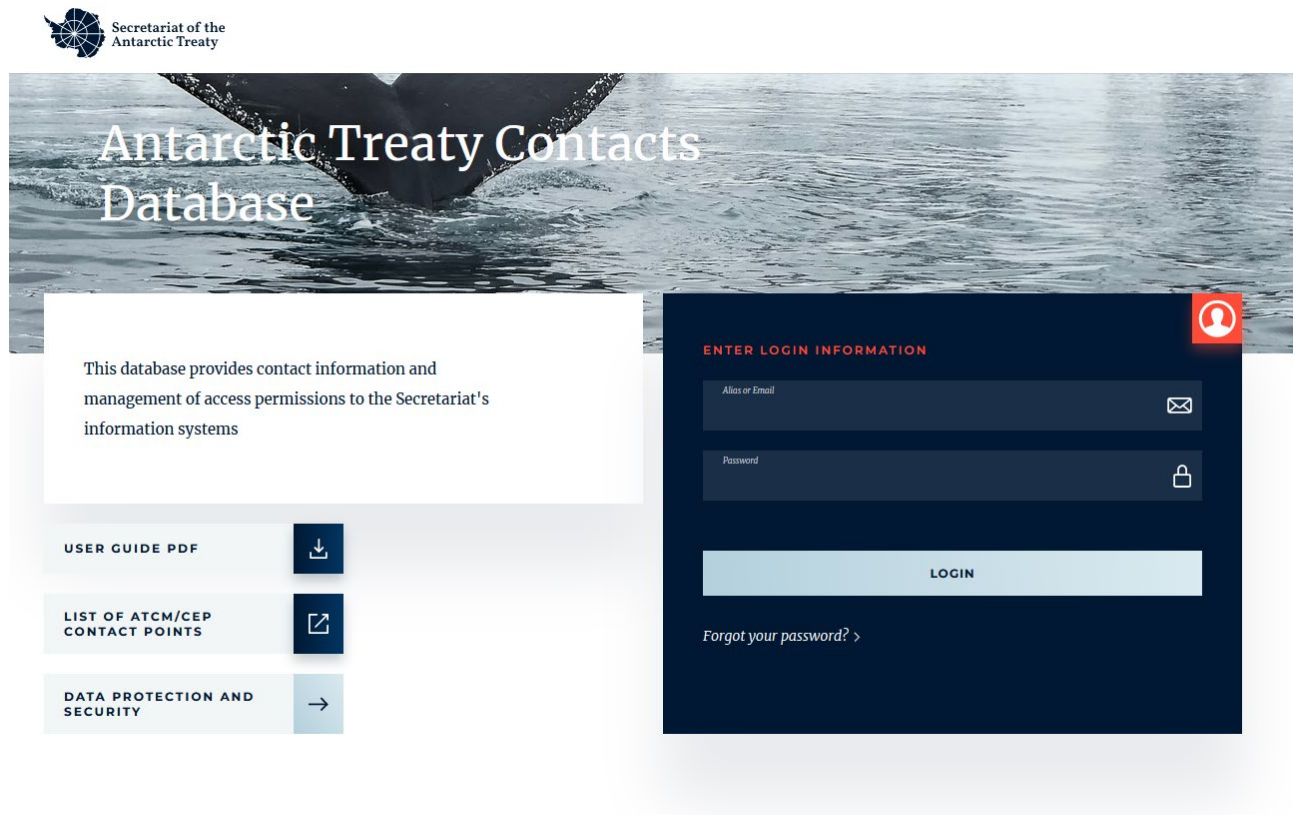 Secretariat of the
Antarctic Treaty
Antarctic Treaty Contacts
Database
This database provides contact information and
management of access permissions to the Secretariat's
information systems
USER GUIDE PDF
LIST OF ATCM/CEP
CONTACT POINTS
DATA PROTECTION AND
SECURITY
ENTER LOGIN INFORMATION
Alias or Email
Password
LOGIN
Forgot your password?